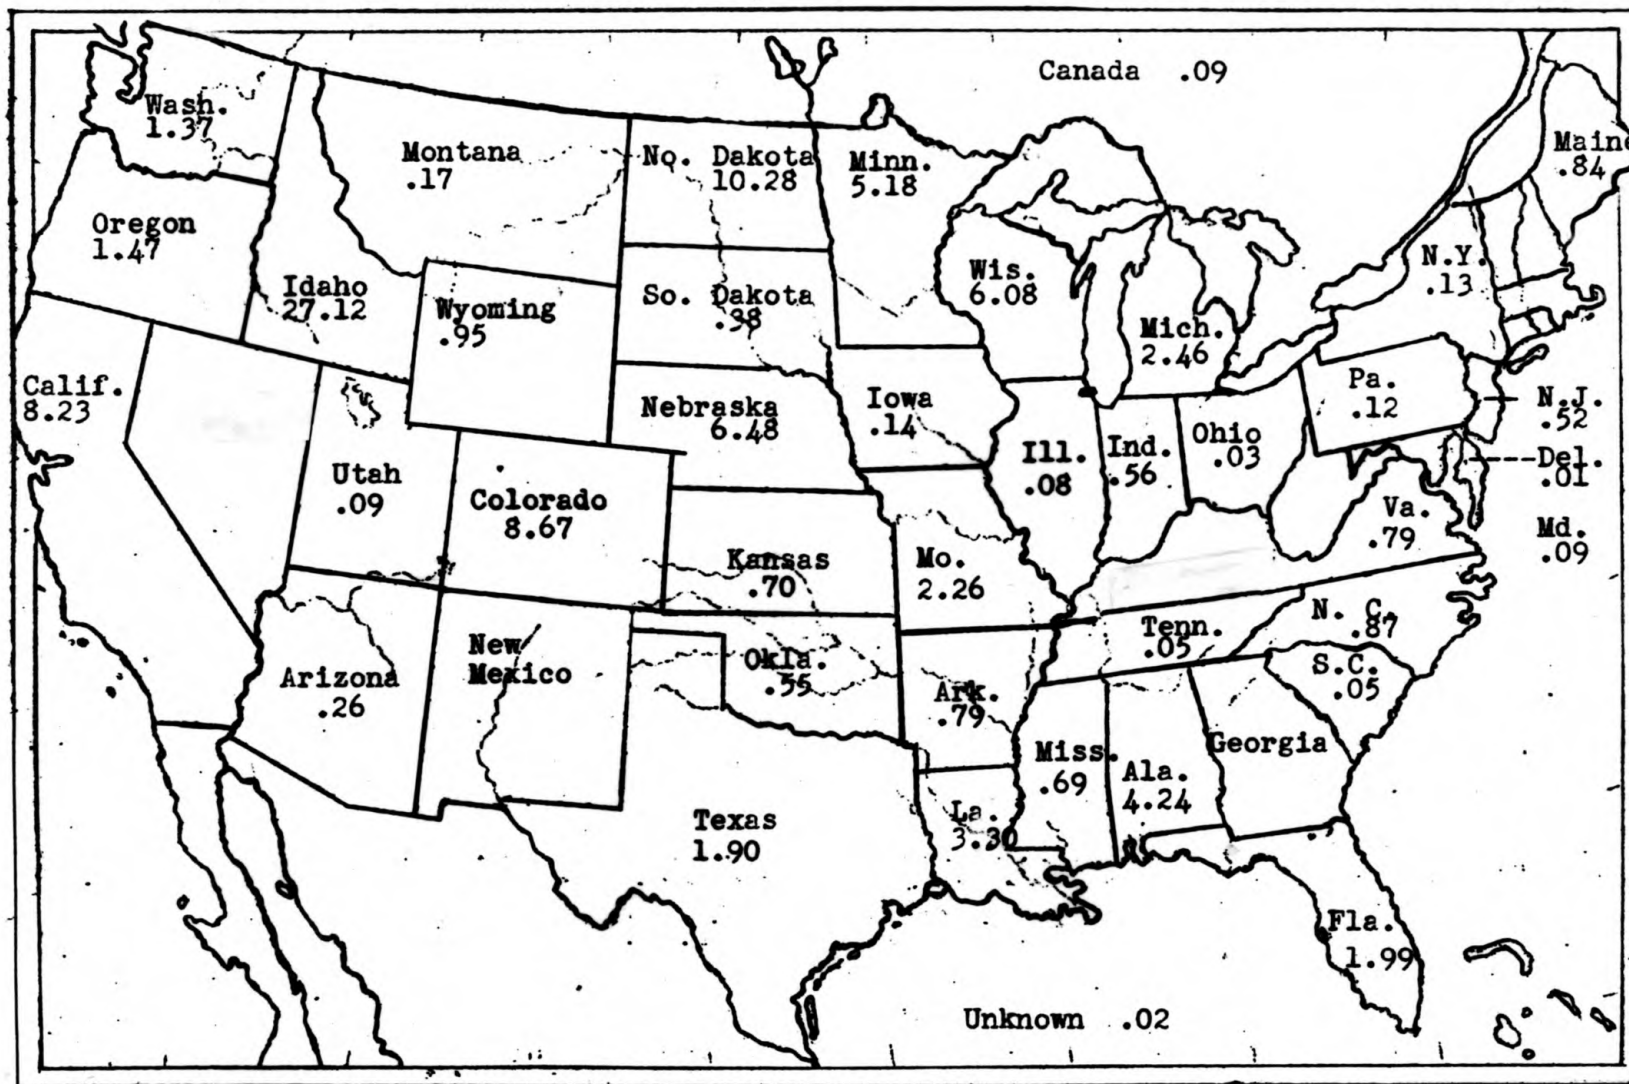 Canada .09
Wash.
1.37
Montana
.17
No. Dakota
10.28
Minn.
5.18
Maine
.84
Oregon
1.47
Idaho
27.12
Wyoming
.95
So. Dakota
.38
Wis.
6.08
Mich.
2.46
N.Y.
.13
Calif.
8.23
Nebraska
6.48
Iowa
.14
Pa.
.12
N.J.
.52
Utah
.09
Colorado
8.67
Ill.
.08
Ind.
.56
Ohio
.03
Del.
.01
Kansas
.70
Mo.
2.26
Va.
.79
Md.
.09
Arizona
.26
New
Mexico
Okla.
.55
Ark.
.79
Tenn.
.05
N. C.
.87
S.C.
.05
Texas
1.90
La.
3.30
Miss.
.69
Ala.
4.24
Georgia
Fla.
1.99
Unknown .02